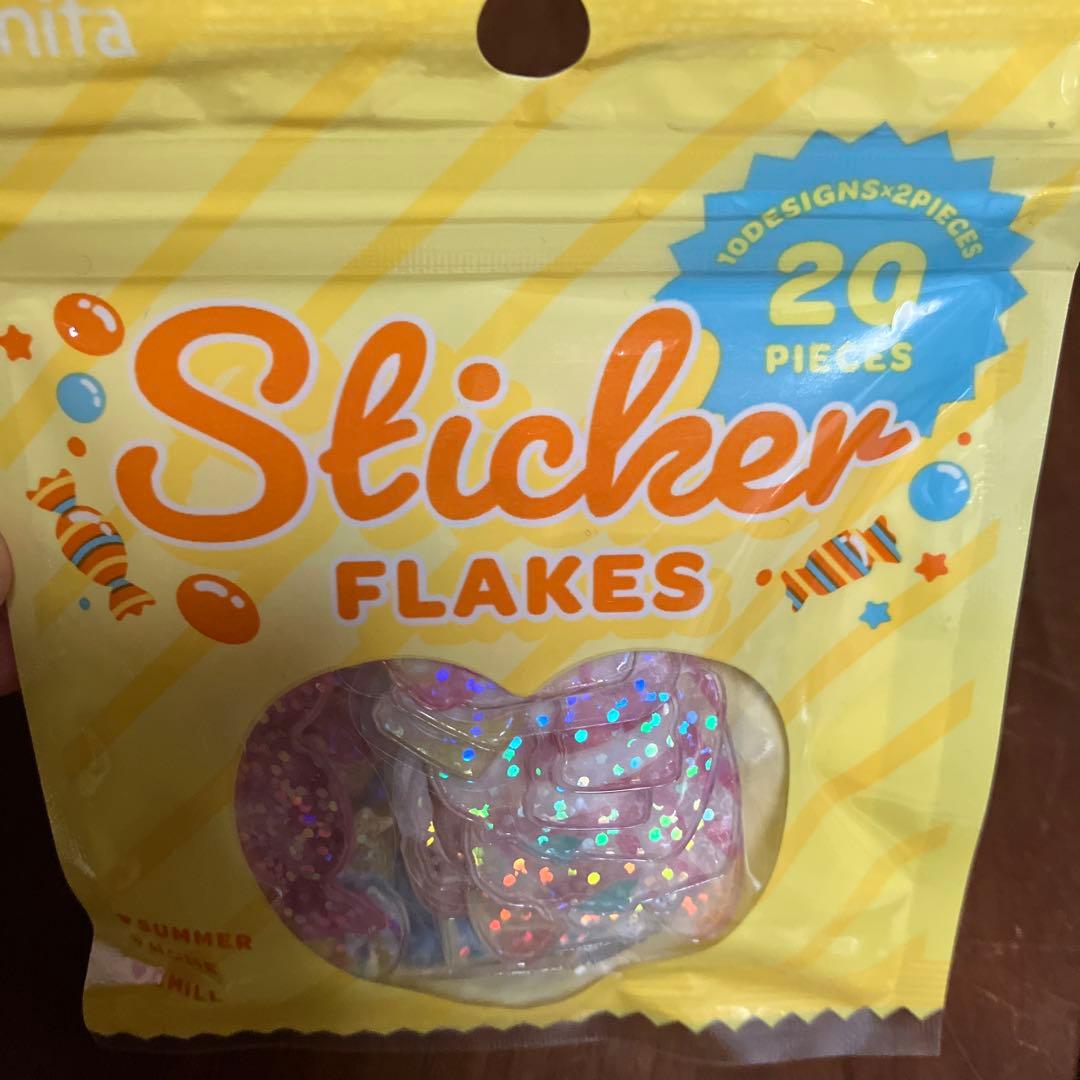 nita
10DESIGNS×2PIECES
20
PIECES
Sticker
FLAKES
SUMMER